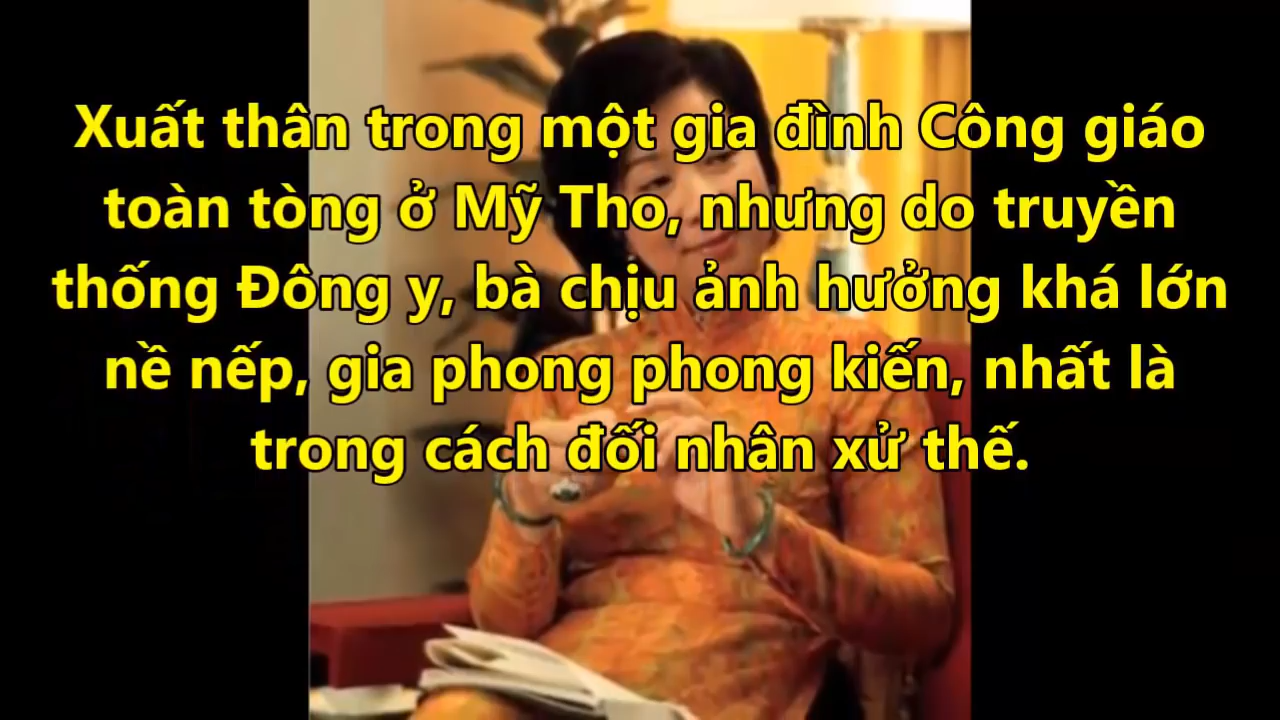 Xuất thân trong một gia đình Công giáo
toàn tòng ở Mỹ Tho, nhưng do truyền
thống Đông y, bà chịu ảnh hưởng khá lớn
nề nếp, gia phong phong kiến, nhất là
trong cách đối nhân xử thế.